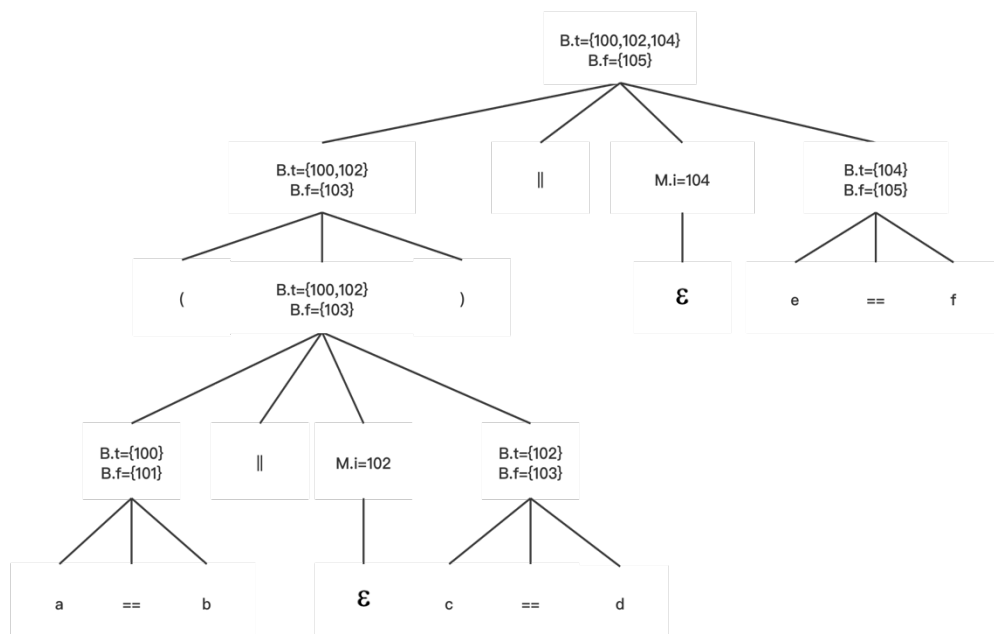 B.t={100,102,104}
B.f={105}
B.t={100,102}
B.f={103}
||
M.i=104
B.t={104}
B.f={105}
(
B.t={100,102}
B.f={103}
)
ε
e == f
B.t={100}
B.f={101}
||
M.i=102
B.t={102}
B.f={103}
a == b
ε
c == d